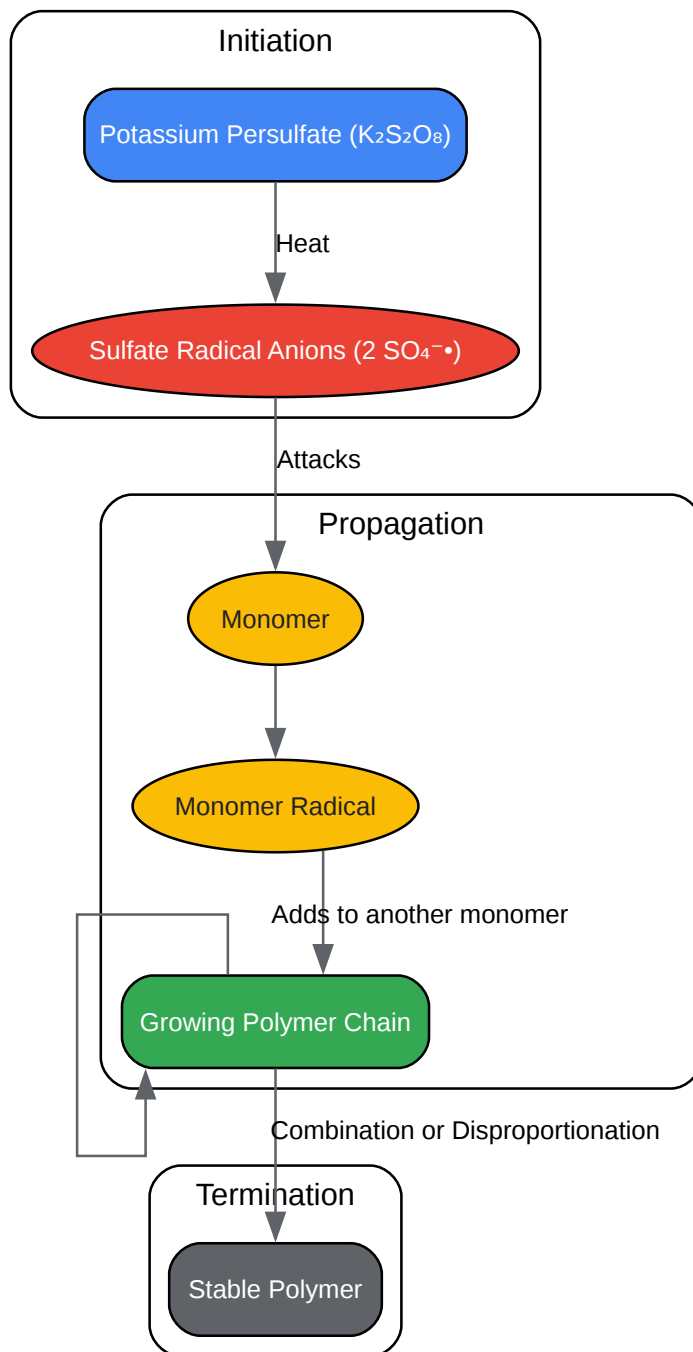 Initiation
Potassium Persulfate (K₂S₂O₈)
Heat
Sulfate Radical Anions (2 SO₄⁻•)
Attacks
Propagation
Monomer
Monomer Radical
Adds to another monomer
Growing Polymer Chain
Combination or Disproportionation
Termination
Stable Polymer